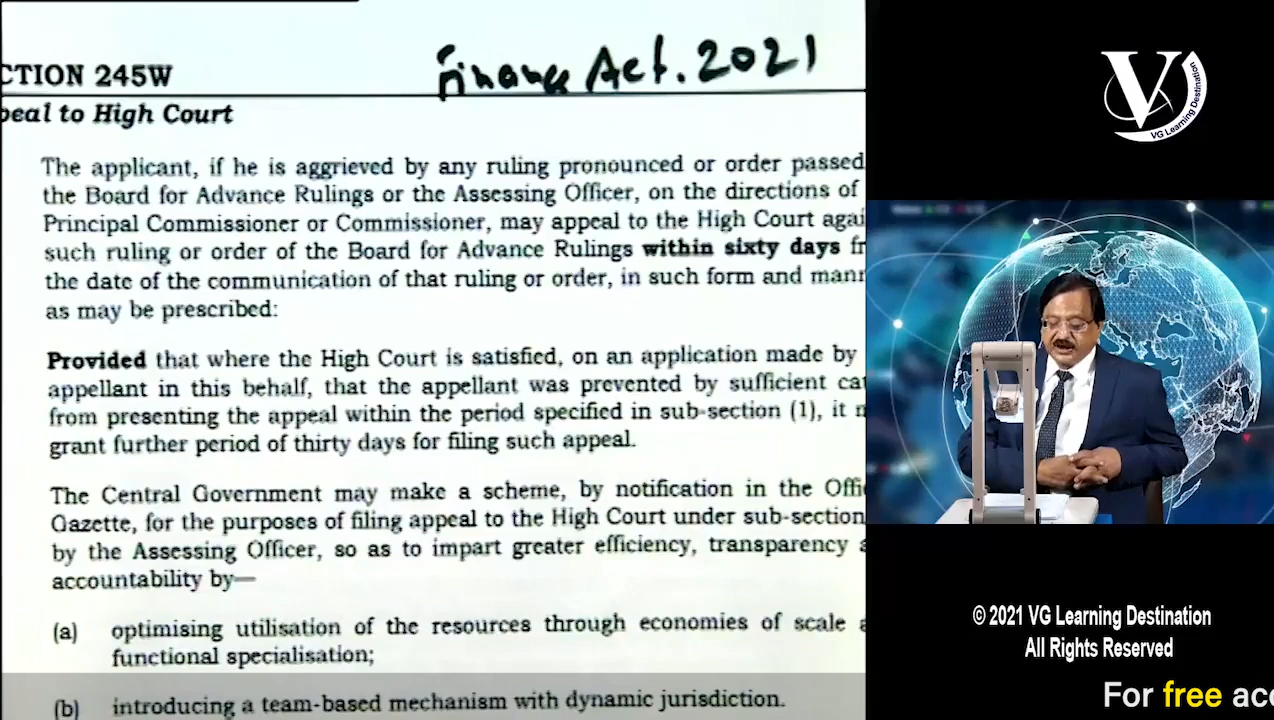 CTION 245W
Finance Act. 2021
peal to High Court
The applicant, if he is aggrieved by any ruling pronounced or order passed
the Board for Advance Rulings or the Assessing Officer, on the directions of
Principal Commissioner or Commissioner, may appeal to the High Court agai
such ruling or order of the Board for Advance Rulings within sixty days fr
the date of the communication of that ruling or order, in such form and mann
as may be prescribed:
Provided that where the High Court is satisfied, on an application made by
appellant in this behalf, that the appellant was prevented by sufficient cau
from presenting the appeal within the period specified in sub-section (1), it m
grant further period of thirty days for filing such appeal.
The Central Government may make a scheme, by notification in the Offi
Gazette, for the purposes of filing appeal to the High Court under sub-section
by the Assessing Officer, so as to impart greater efficiency, transparency a
accountability by—
(a) optimising utilisation of the resources through economies of scale a
functional specialisation;
(b) introducing a team-based mechanism with dynamic jurisdiction.
V
VG Learning Destination
© 2021 VG Learning Destination
All Rights Reserved
For free acc